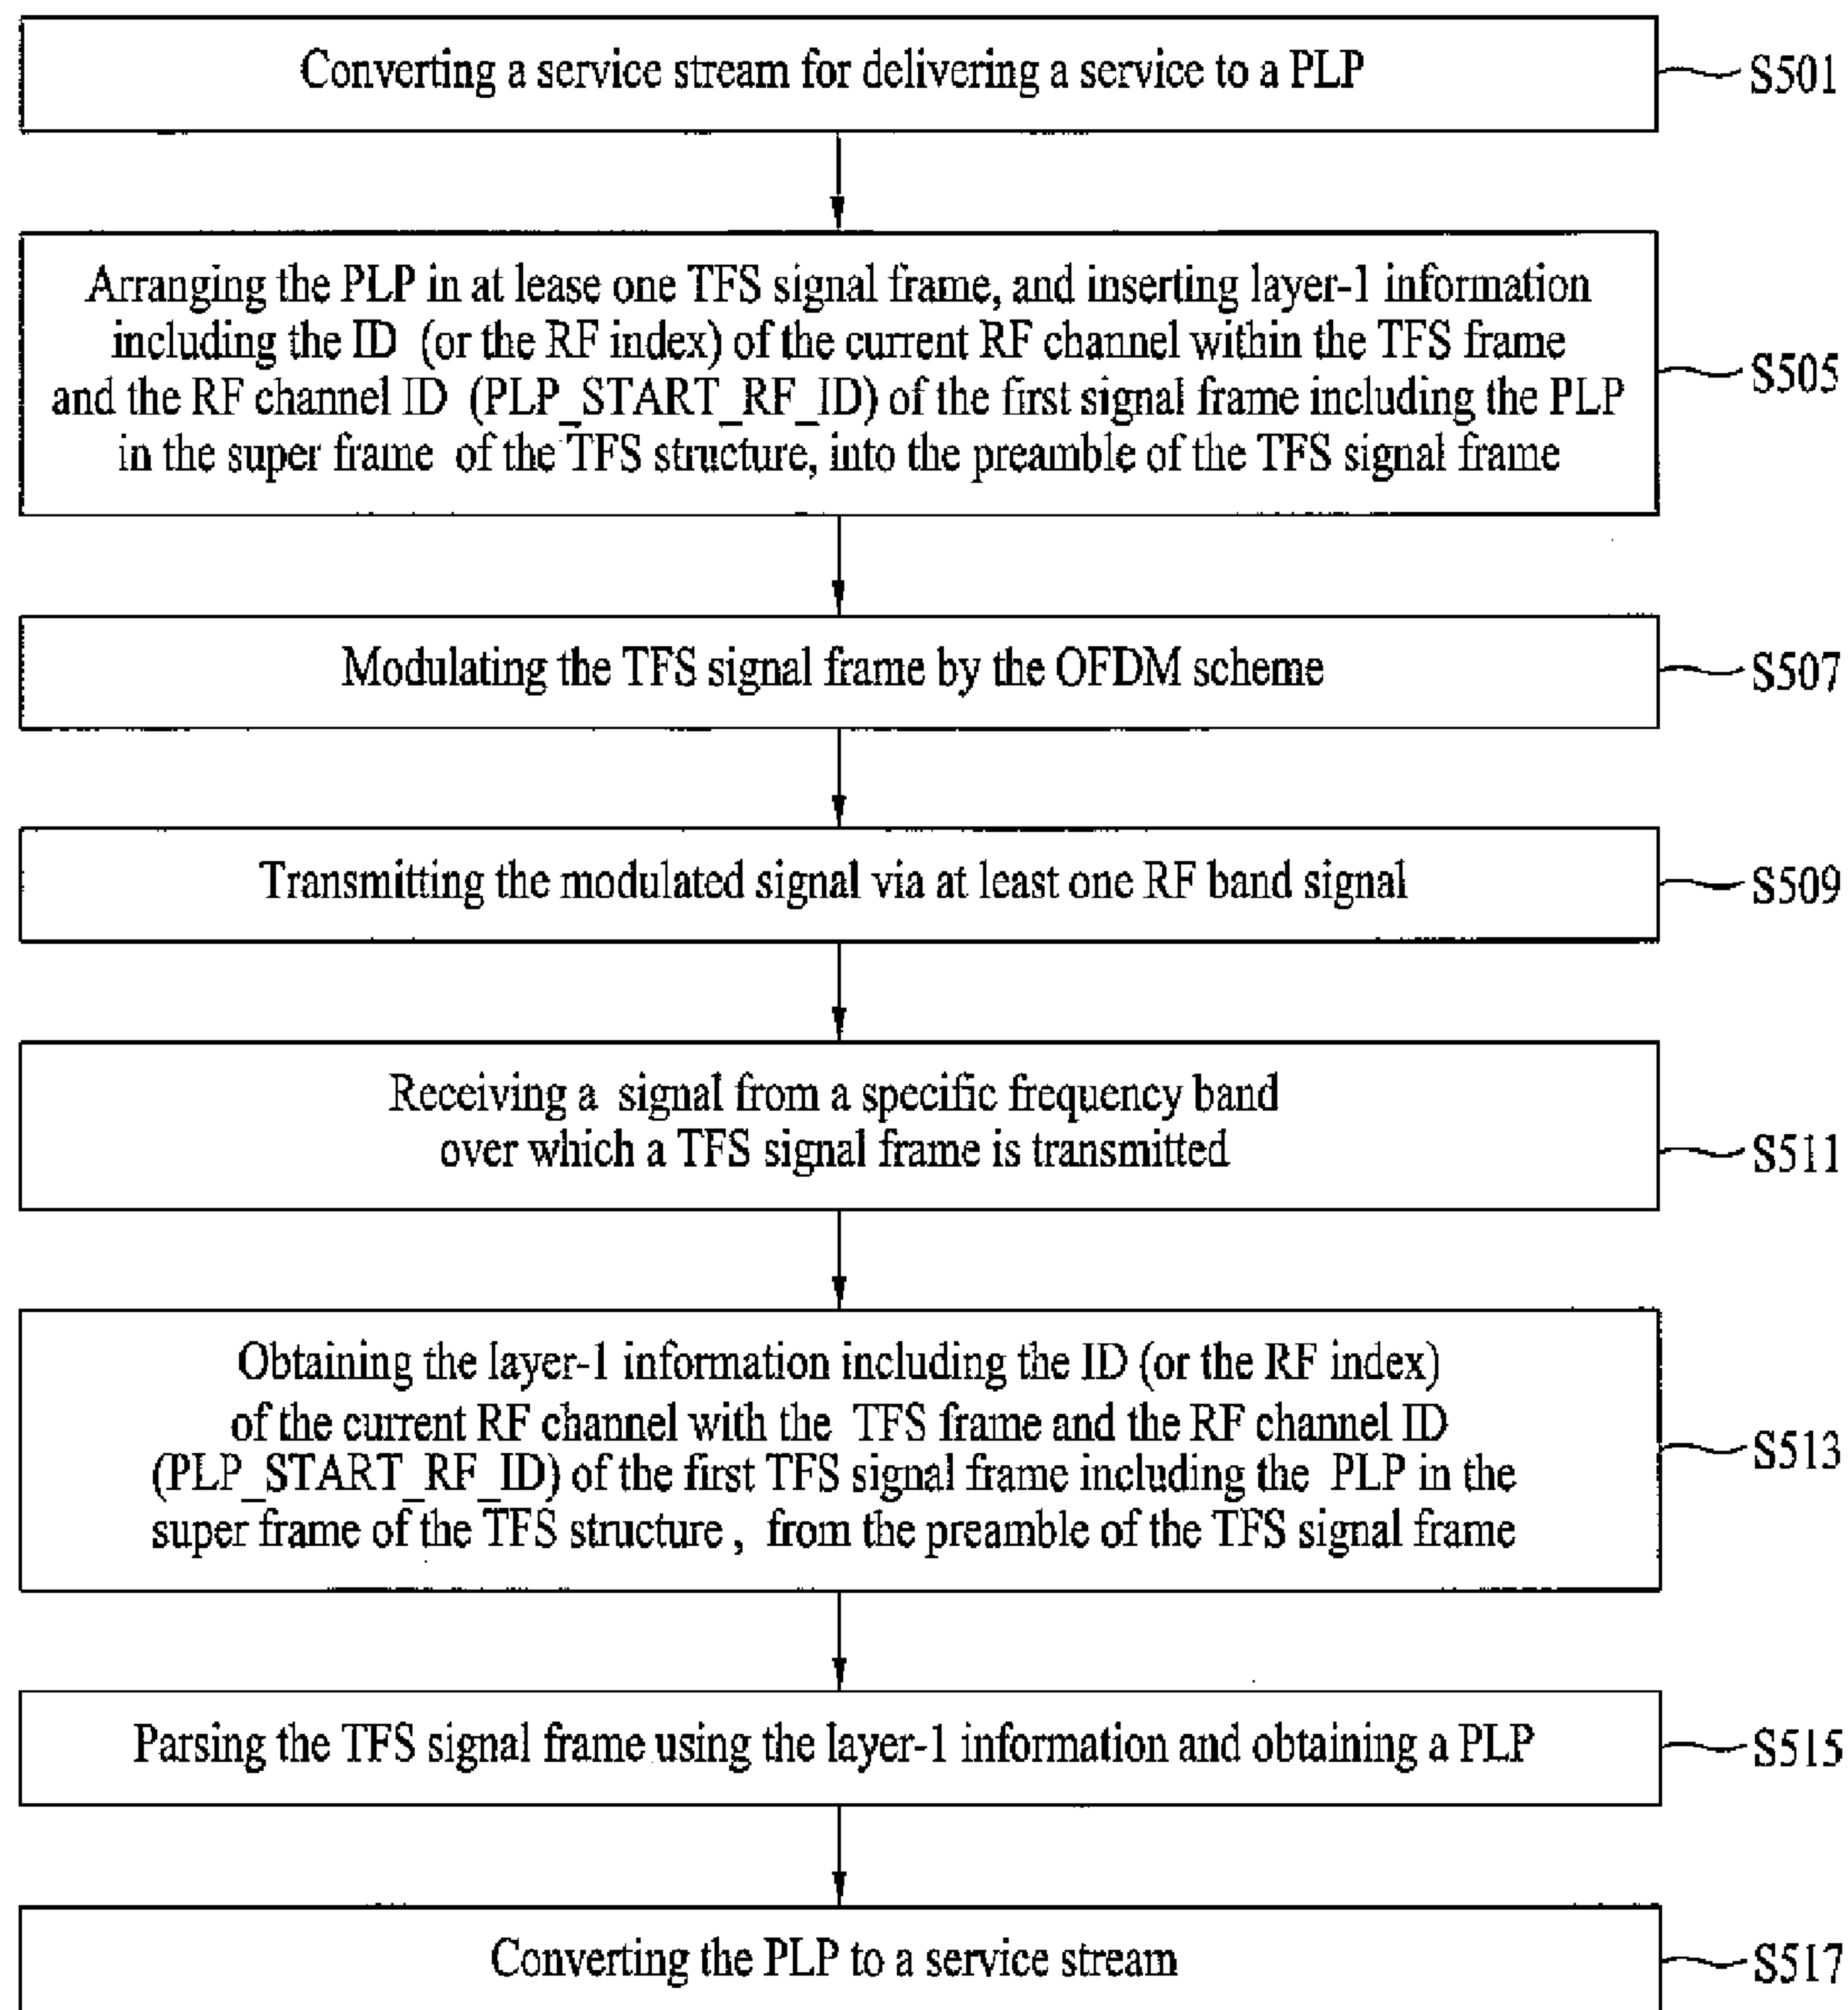 Converting a service stream for delivering a service to a PLP
S501
Arranging the PLP in at lease one TFS signal frame, and inserting layer-1 information
including the ID (or the RF index) of the current RF channel within the TFS frame
and the RF channel ID (PLP_START_RF_ID) of the first signal frame including the PLP
in the super frame of the TFS structure, into the preamble of the TFS signal frame
S505
Modulating the TFS signal frame by the OFDM scheme
S507
Transmitting the modulated signal via at least one RF band signal
S509
Receiving a signal from a specific frequency band
over which a TFS signal frame is transmitted
S511
Obtaining the layer-1 information including the ID (or the RF index)
of the current RF channel with the TFS frame and the RF channel ID
(PLP_START_RF_ID) of the first TFS signal frame including the PLP in the
super frame of the TFS structure, from the preamble of the TFS signal frame
S513
Parsing the TFS signal frame using the layer-1 information and obtaining a PLP
S515
Converting the PLP to a service stream
S517